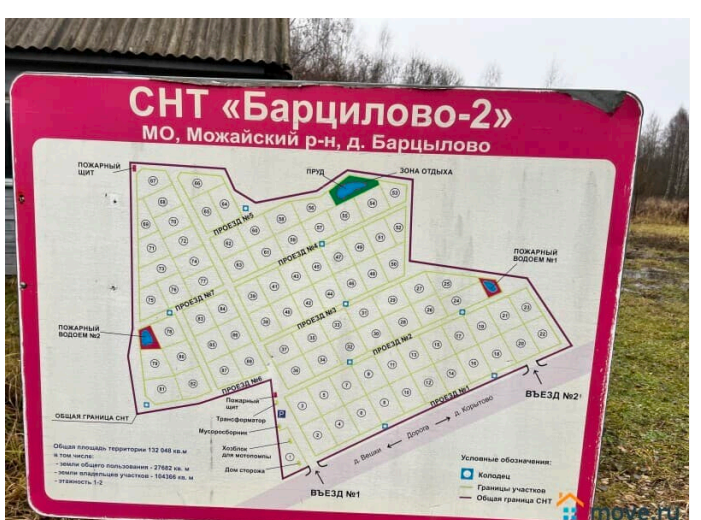 СНТ «Барцилово-2»
МО, Можайский р-н, д. Барцылово
ПОЖАРНЫЙ
ЩИТ
ПРУД
ЗОНА ОТДЫХА
ПРОЕЗД №5
ПРОЕЗД №4
ПОЖАРНЫЙ
ВОДОЕМ №1
ПРОЕЗД №7
ПРОЕЗД №3
ПОЖАРНЫЙ
ВОДОЕМ №2
ПРОЕЗД №2
ПРОЕЗД №6
ПРОЕЗД №1
ВЪЕЗД №2
Пожарный
щит
ОБЩАЯ ГРАНИЦА СНТ
Трансформатор
P
Мусоросборник
Хозблок
для мотопомпы
Дом сторожа
д. Вешки
Дорога
д. Корытово
ВЪЕЗД №1
Общая площадь территории 132 048 кв.м
в том числе:
- земли общего пользования - 27682 кв. м
- земли владельцев участков - 104366 кв. м
- этажность 1-2
Условные обозначения:
Колодец
Границы участков
Общая граница СНТ
move.ru